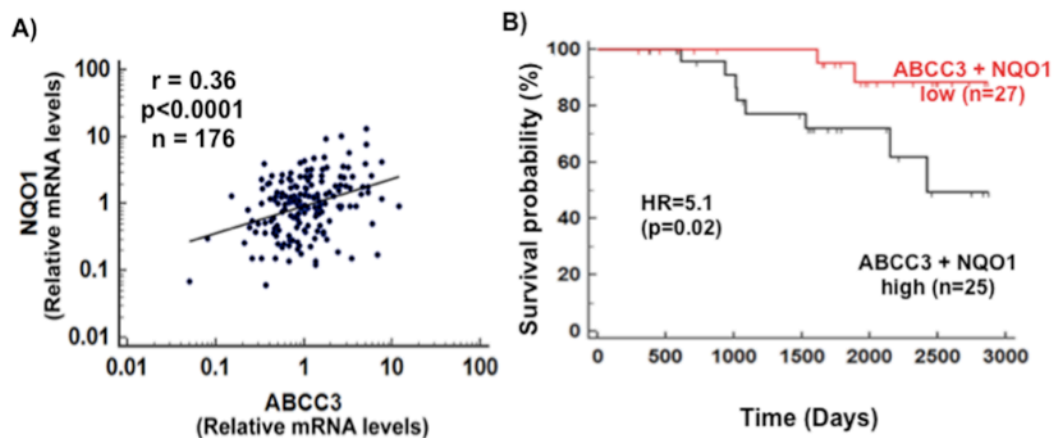 A)
r = 0.36
p<0.0001
n = 176
NQO1
(Relative mRNA levels)
100
10
1
0.1
0.01
0.01
0.1
1
10
100
ABCC3
(Relative mRNA levels)
B)
Survival probability (%)
100
80
60
40
20
0
ABCC3 + NQO1
low (n=27)
HR=5.1
(p=0.02)
ABCC3 + NQO1
high (n=25)
0
500
1000
1500
2000
2500
3000
Time (Days)